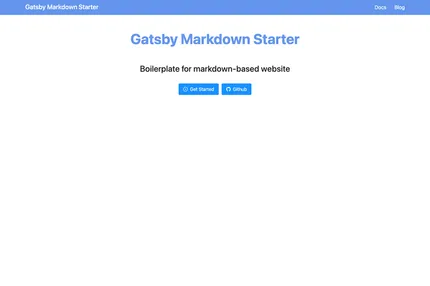 Gatsby Markdown Starter
Docs Blog
Gatsby Markdown Starter
Boilerplate for markdown-based website
Get Started Github